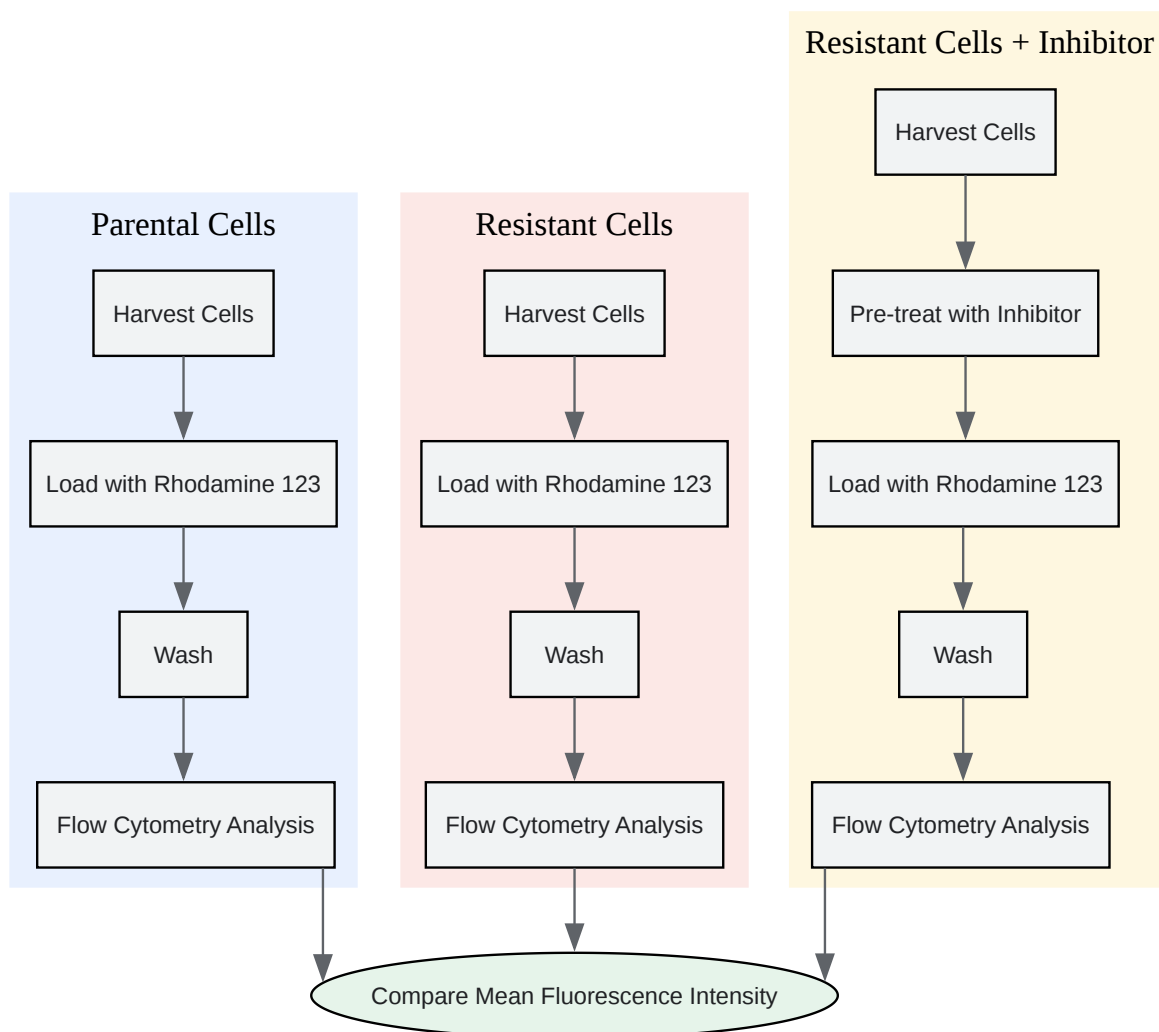 Parental Cells
Harvest Cells
Load with Rhodamine 123
Wash
Flow Cytometry Analysis
Resistant Cells
Harvest Cells
Load with Rhodamine 123
Wash
Flow Cytometry Analysis
Resistant Cells + Inhibitor
Harvest Cells
Pre-treat with Inhibitor
Load with Rhodamine 123
Wash
Flow Cytometry Analysis
Compare Mean Fluorescence Intensity